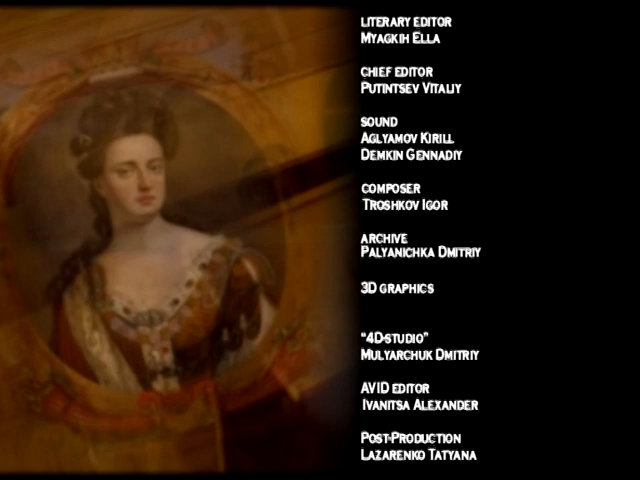 LITERARY EDITOR
MYAGKIH ELLA
CHIEF EDITOR
PUTINTSEV VITALIY
SOUND
AGLYAMOV KIRILL
DEMKIN GENNADIY
COMPOSER
TROSHKOV IGOR
ARCHIVE
PALYANICHKA DMITRIY
3D GRAPHICS
"4D-STUDIO"
MULYARCHUK DMITRIY
AVID EDITOR
IVANITSA ALEXANDER
POST-PRODUCTION
LAZARENKO TATYANA